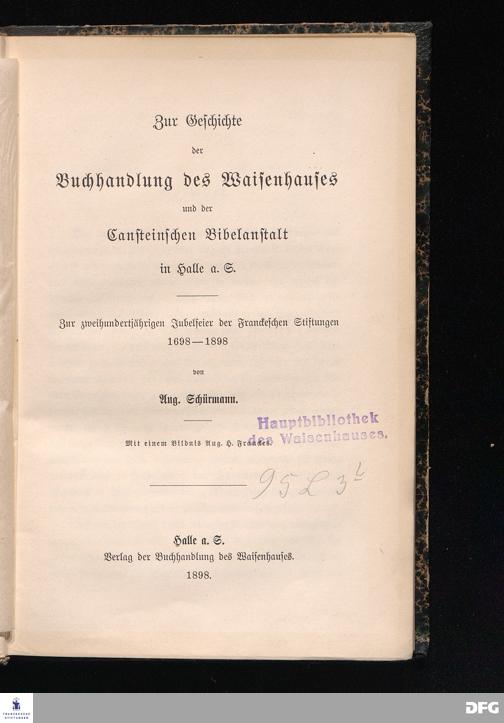 Zur Geschichte
der
Buchhandlung des Waisenhauses
und der
Cansteinschen Bibelanstalt
in Halle a. S.
Zur zweihundertjährigen Jubelfeier der Franckeschen Stiftungen
1698—1898
von
Aug. Schürmann.
Hauptbibliothek
des Waisenhauses.
Mit einem Bildnis Aug. H. Franckes.
95 L 3
Halle a. S.
Verlag der Buchhandlung des Waisenhauses.
1898.
FRANCKESCHE
STIFTUNGEN
DFG